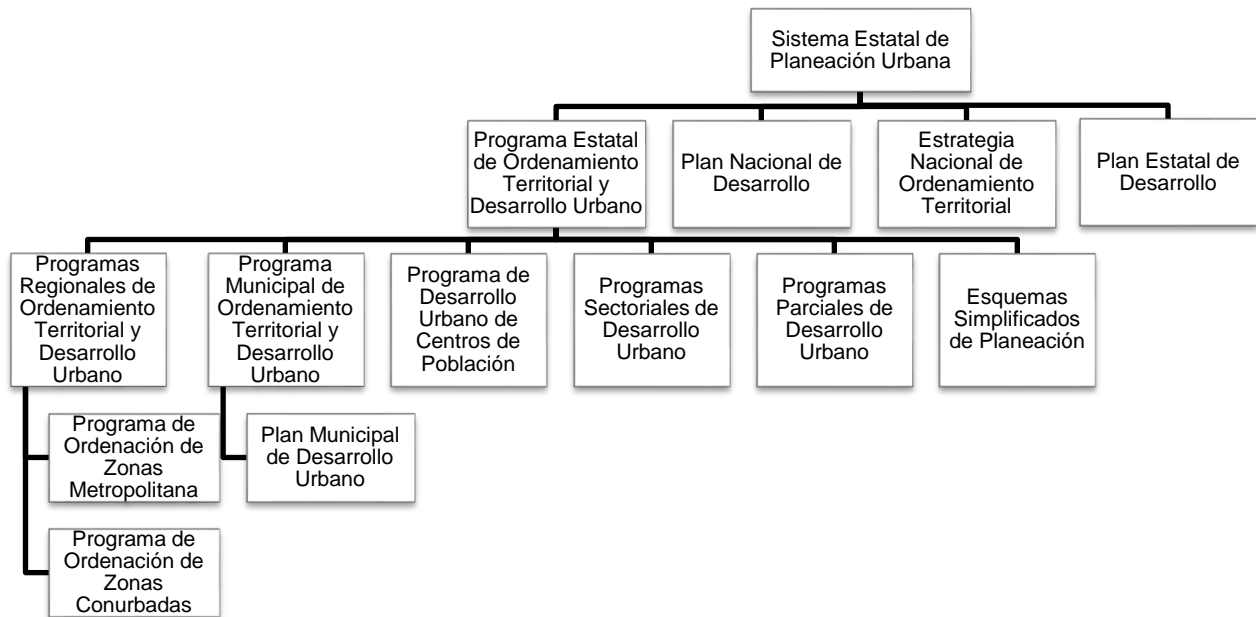 Sistema Estatal de
Planeación Urbana
Programa Estatal
de Ordenamiento
Territorial y
Desarrollo Urbano
Plan Nacional de
Desarrollo
Estrategia
Nacional de
Ordenamiento
Territorial
Plan Estatal de
Desarrollo
Programas
Regionales de
Ordenamiento
Territorial y
Desarrollo
Urbano
Programa
Municipal de
Ordenamiento
Territorial y
Desarrollo
Urbano
Programa de
Desarrollo
Urbano de
Centros de
Población
Programas
Sectoriales de
Desarrollo
Urbano
Programas
Parciales de
Desarrollo
Urbano
Esquemas
Simplificados
de Planeación
Programa de
Ordenación de
Zonas
Metropolitana
Plan Municipal
de Desarrollo
Urbano
Programa de
Ordenación de
Zonas
Conurbadas